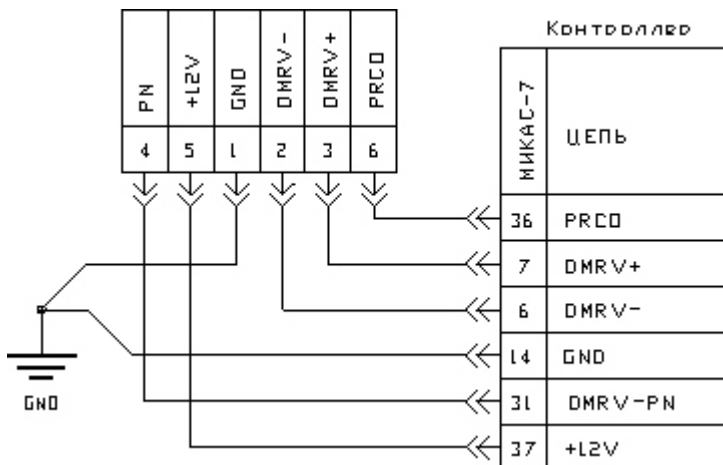 Контроллер
PN +12V GND DMRV- DMRV+ PRCO
4 5 1 2 3 6
МИКАС-7 ЦЕПЬ
36 PRCO
7 DMRV+
6 DMRV-
14 GND
31 DMRV-PN
37 +12V
GND